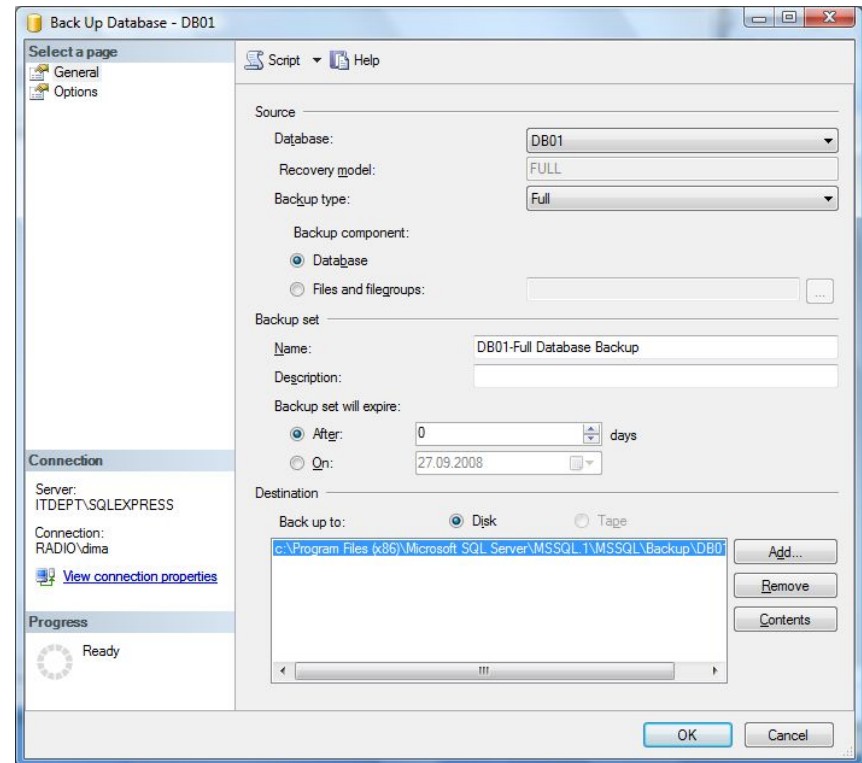 Back Up Database - DB01
Select a page
General
Options
Script
Help
Source
Database:
DB01
Recovery model:
FULL
Backup type:
Full
Backup component:
Database
Files and filegroups:
...
Backup set
Name:
DB01-Full Database Backup
Description:
Backup set will expire:
After:
0
days
On:
27.09.2008
Destination
Back up to:
Disk
Tape
c:\Program Files (x86)\Microsoft SQL Server\MSSQL.1\MSSQL\Backup\DB01
Add...
Remove
Contents
Connection
Server:
ITDEPT\SQLEXPRESS
Connection:
RADIO\dima
View connection properties
Progress
Ready
OK
Cancel